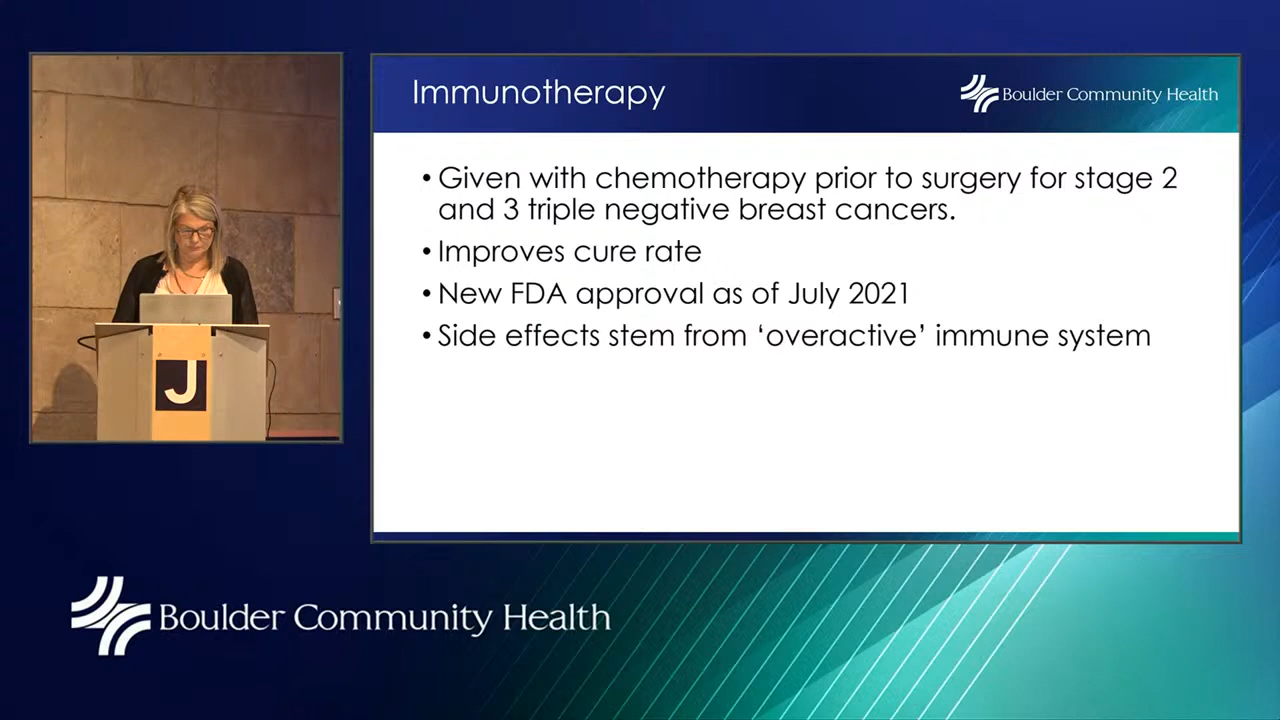 Immunotherapy
Boulder Community Health
• Given with chemotherapy prior to surgery for stage 2
and 3 triple negative breast cancers.
• Improves cure rate
• New FDA approval as of July 2021
• Side effects stem from ‘overactive’ immune system
J
Boulder Community Health